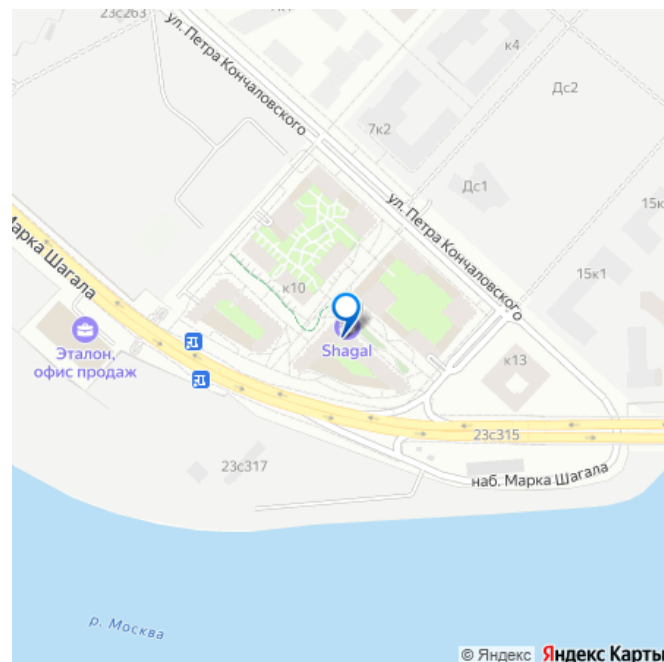 23с263
ул. Петра Кончаловского
к4
Дс2
7к2
Дс1
15к
ул. Петра Кончаловского
15к1
Марка Шагала
к10
Эталон,
офис продаж
Shagal
к13
23с315
23с317
наб. Марка Шагала
р. Москва
© Яндекс Яндекс Карты